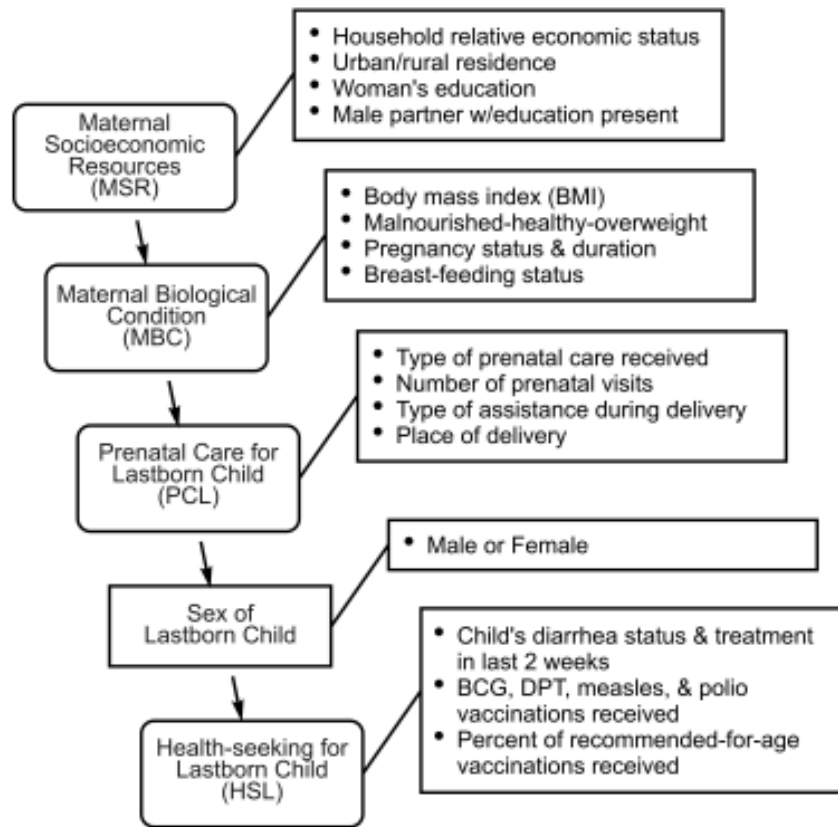 Maternal
Socioeconomic
Resources
(MSR)
• Household relative economic status
• Urban/rural residence
• Woman's education
• Male partner w/education present
Maternal Biological
Condition
(MBC)
• Body mass index (BMI)
• Malnourished-healthy-overweight
• Pregnancy status & duration
• Breast-feeding status
Prenatal Care for
Lastborn Child
(PCL)
• Type of prenatal care received
• Number of prenatal visits
• Type of assistance during delivery
• Place of delivery
Sex of
Lastborn Child
• Male or Female
Health-seeking for
Lastborn Child
(HSL)
• Child's diarrhea status & treatment
in last 2 weeks
• BCG, DPT, measles, & polio
vaccinations received
• Percent of recommended-for-age
vaccinations received